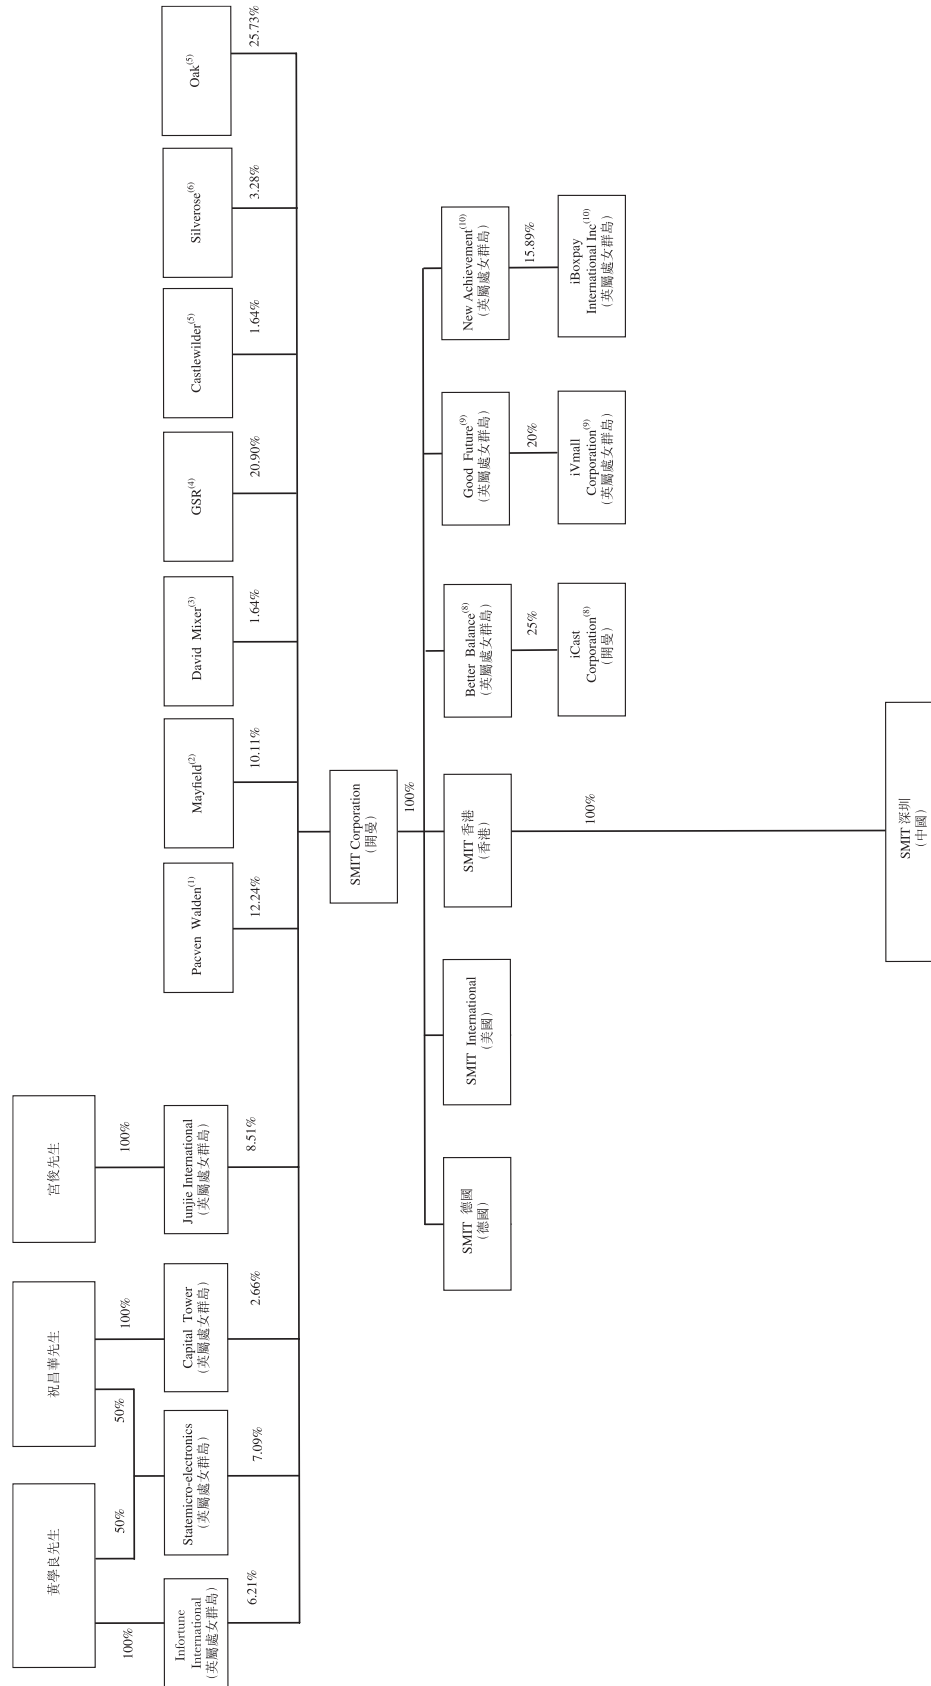 黃學良先生
祝昌華先生
宮俊先生
100%
50%
50%
100%
100%
Infortune
International
(英屬處女群島)
Statemicro-electronics
(英屬處女群島)
Capital Tower
(英屬處女群島)
Junjie International
(英屬處女群島)
Pacven Walden(1)
Mayfield(2)
David Mixer(3)
GSR(4)
Castlewilder(5)
Silverose(6)
Oak(5)
6.21%
7.09%
2.66%
8.51%
12.24%
10.11%
1.64%
20.90%
1.64%
3.28%
25.73%
SMIT Corporation
(開曼)
100%
SMIT 德國
(德國)
SMIT International
(美國)
SMIT 香港
(香港)
Better Balance(8)
(英屬處女群島)
Good Future(9)
(英屬處女群島)
New Achievement(10)
(英屬處女群島)
100%
25%
20%
15.89%
iCast
Corporation(8)
(開曼)
iVmall
Corporation(9)
(英屬處女群島)
iBoxpay
International Inc(10)
(英屬處女群島)
SMIT 深圳
(中國)